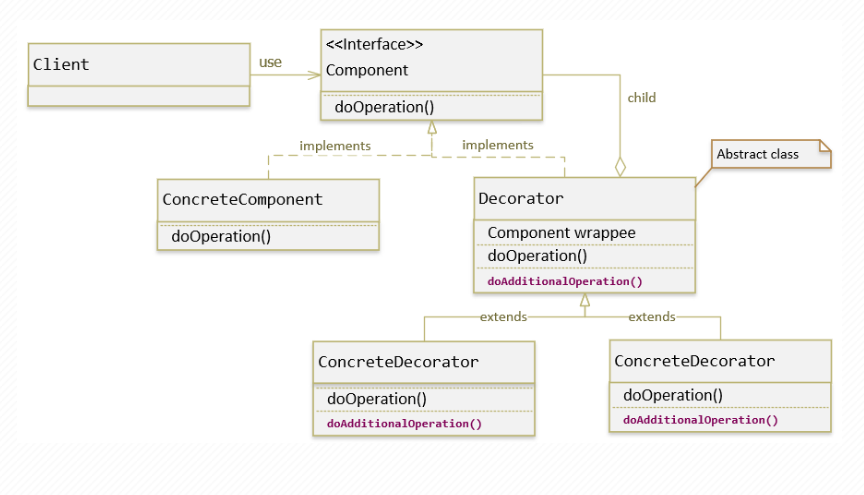 <<Interface>>
Component
doOperation()
Client
use
child
implements
implements
Abstract class
ConcreteComponent
doOperation()
Decorator
Component wrappee
doOperation()
doAdditionalOperation()
extends
extends
ConcreteDecorator
doOperation()
doAdditionalOperation()
ConcreteDecorator
doOperation()
doAdditionalOperation()